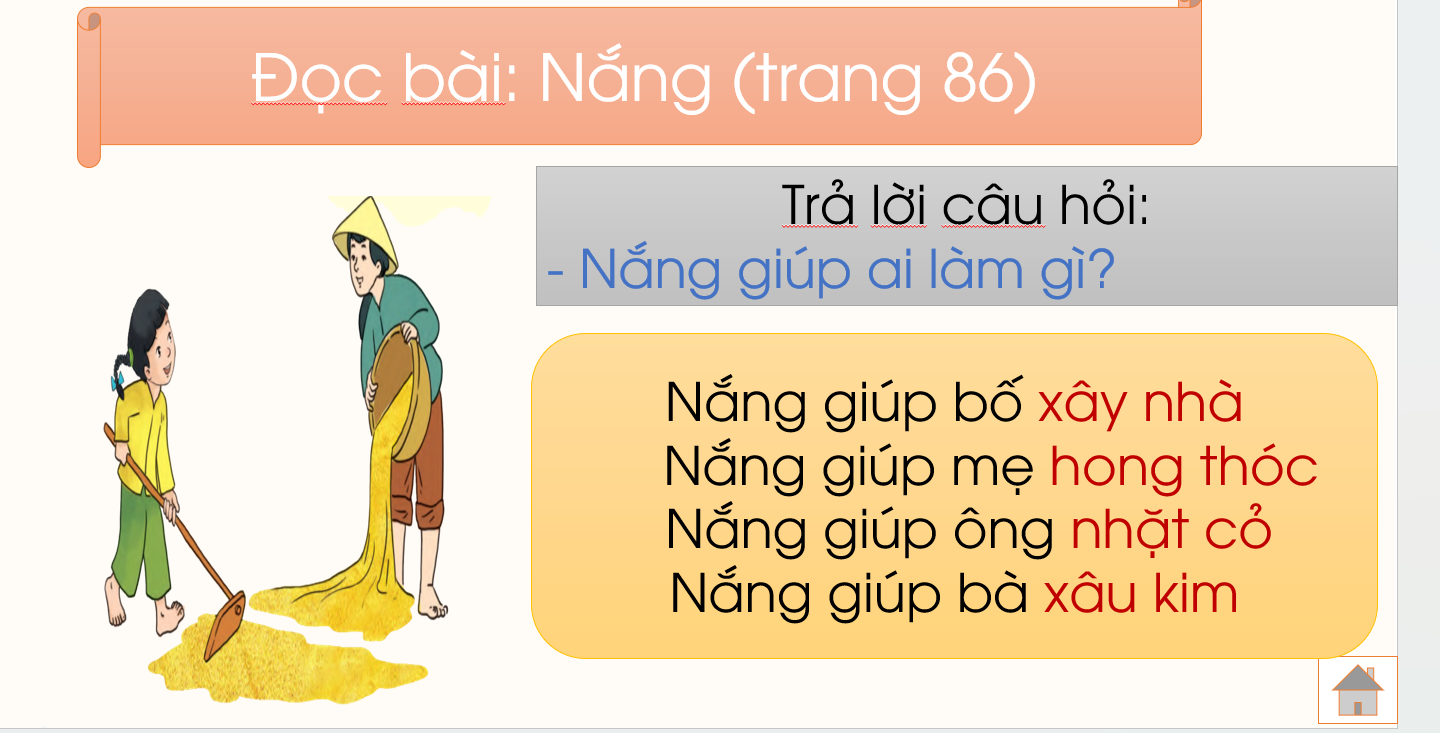 Đọc bài: Nắng (trang 86)
Trả lời câu hỏi:
- Nắng giúp ai làm gì?
Nắng giúp bố xây nhà
Nắng giúp mẹ hong thóc
Nắng giúp ông nhặt cỏ
Nắng giúp bà xâu kim